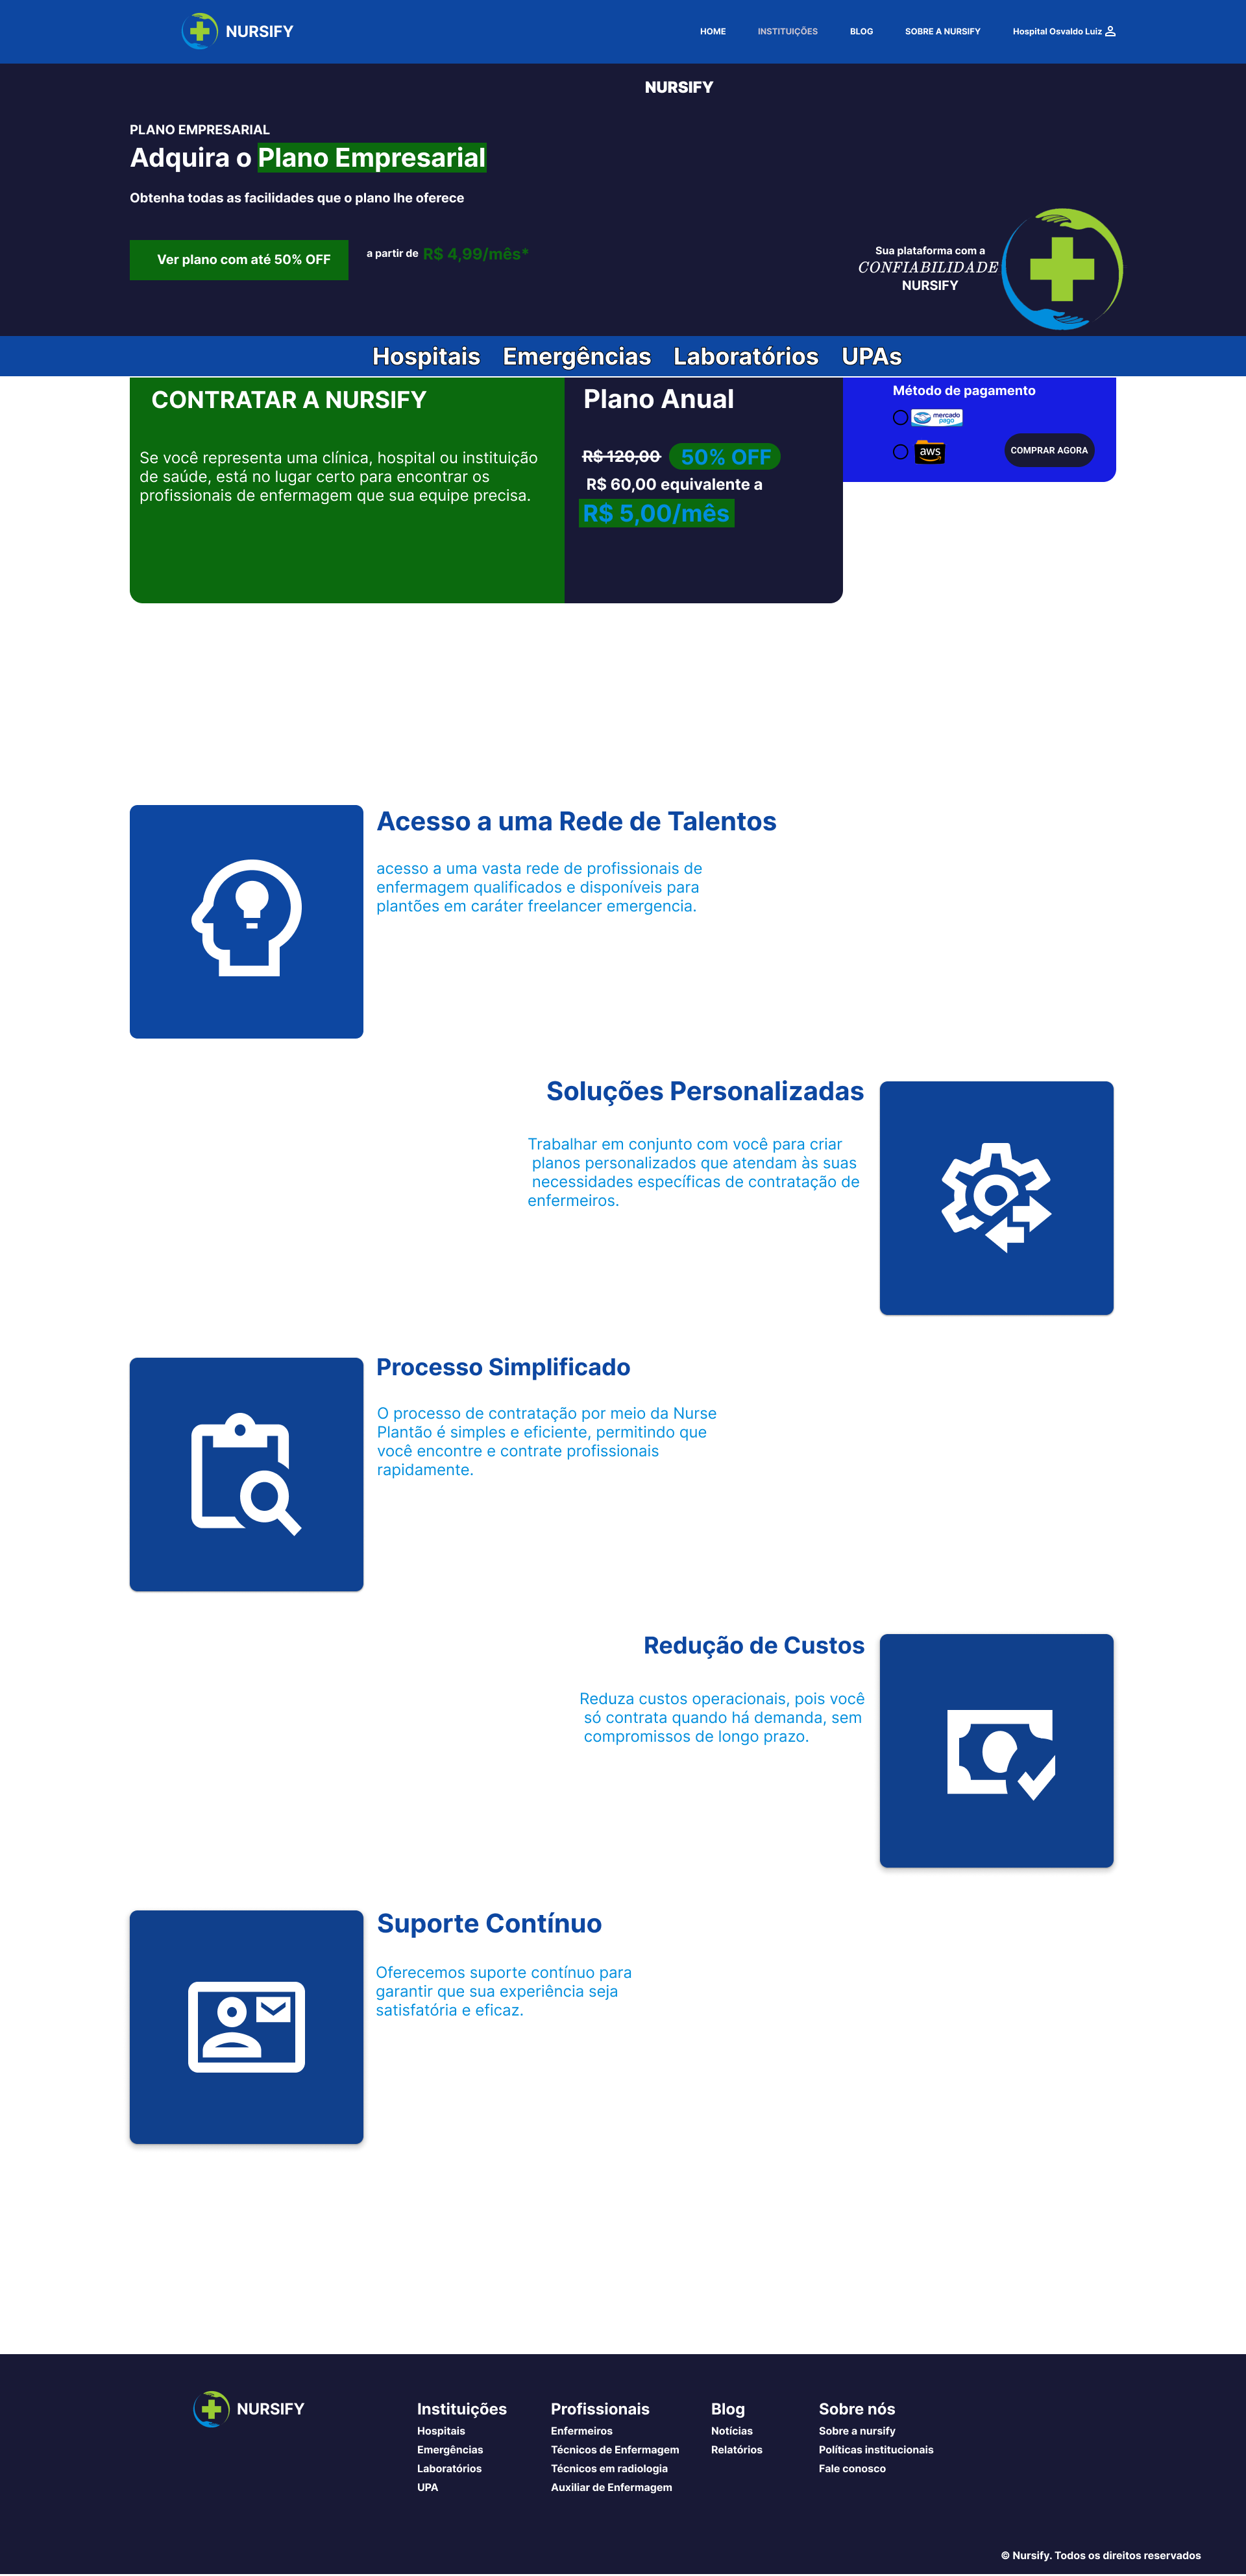 NURSIFY
HOME
INSTITUIÇÕES
BLOG
SOBRE A NURSIFY
Hospital Osvaldo Luiz
NURSIFY
PLANO EMPRESARIAL
Adquira o Plano Empresarial
Obtenha todas as facilidades que o plano lhe oferece
Ver plano com até 50% OFF
a partir de R$ 4,99/mês*
Sua plataforma com a
CONFIABILIDADE
NURSIFY
Hospitais
Emergências
Laboratórios
UPAs
CONTRATAR A NURSIFY
Se você representa uma clínica, hospital ou instituição
de saúde, está no lugar certo para encontrar os
profissionais de enfermagem que sua equipe precisa.
Plano Anual
R$ 120,00
50% OFF
R$ 60,00 equivalente a
R$ 5,00/mês
Método de pagamento
mercado
pago
aws
COMPRAR AGORA
Acesso a uma Rede de Talentos
acesso a uma vasta rede de profissionais de
enfermagem qualificados e disponíveis para
plantões em caráter freelancer emergencia.
Soluções Personalizadas
Trabalhar em conjunto com você para criar
planos personalizados que atendam às suas
necessidades específicas de contratação de
enfermeiros.
Processo Simplificado
O processo de contratação por meio da Nurse
Plantão é simples e eficiente, permitindo que
você encontre e contrate profissionais
rapidamente.
Redução de Custos
Reduza custos operacionais, pois você
só contrata quando há demanda, sem
compromissos de longo prazo.
Suporte Contínuo
Oferecemos suporte contínuo para
garantir que sua experiência seja
satisfatória e eficaz.
NURSIFY
Instituições
Hospitais
Emergências
Laboratórios
UPA
Profissionais
Enfermeiros
Técnicos de Enfermagem
Técnicos em radiologia
Auxiliar de Enfermagem
Blog
Notícias
Relatórios
Sobre nós
Sobre a nursify
Políticas institucionais
Fale conosco
© Nursify. Todos os direitos reservados